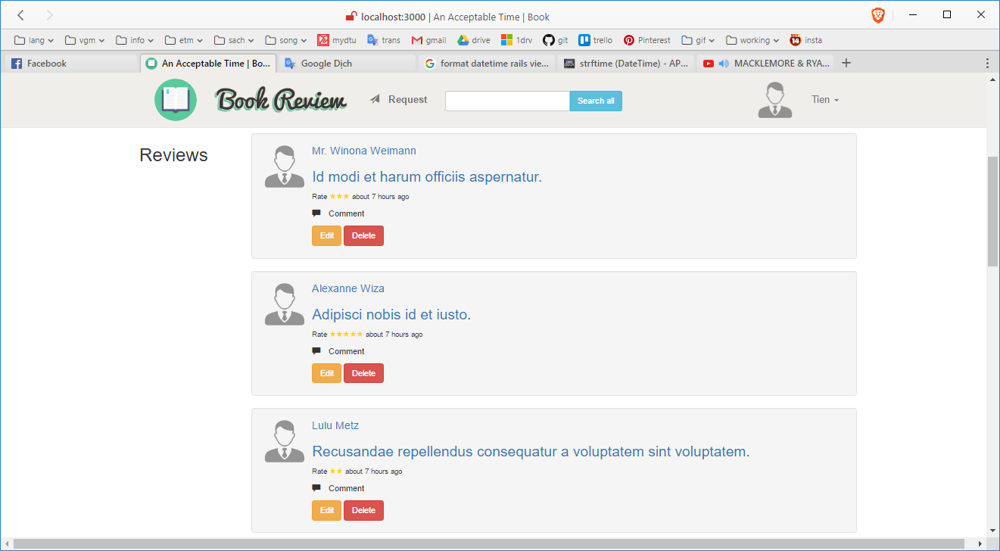 localhost:3000 | An Acceptable Time | Book
lang vgm info etm sach song mydtu trans gmail drive 1drv git trello Pinterest gif working insta
Facebook An Acceptable Time | Bo... Google Dịch format datetime rails vie... strftime (DateTime) - AP... MACKLEMORE & RYA...
Book Review Request Search all Tien
Reviews
Mr. Winona Weimann
Id modi et harum officiis aspernatur.
Rate ★★★ about 7 hours ago
Comment
Edit Delete
Alexanne Wiza
Adipisci nobis id et iusto.
Rate ★★★★★ about 7 hours ago
Comment
Edit Delete
Lulu Metz
Recusandae repellendus consequatur a voluptatem sint voluptatem.
Rate ★★ about 7 hours ago
Comment
Edit Delete